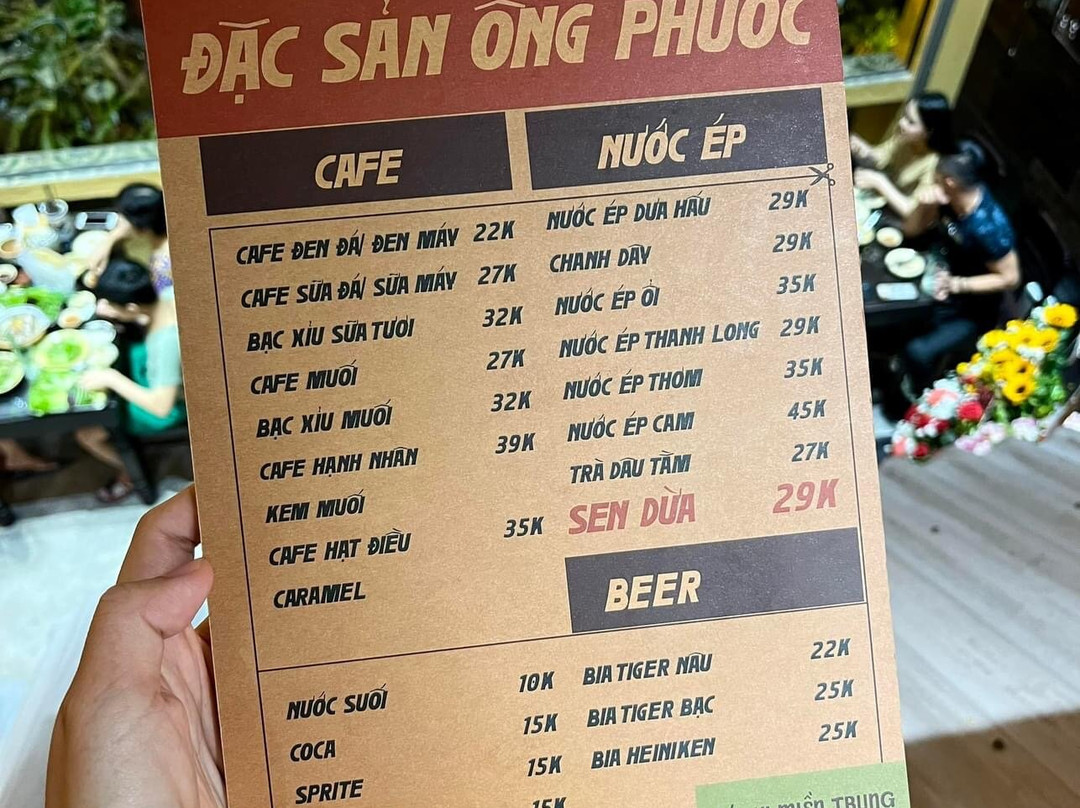 ĐẶC SẢN ÔNG PHƯỚC
CAFE
CAFE ĐEN ĐÁ/ ĐEN MÁY 22K
CAFE SỮA ĐÁ/ SỮA MÁY 27K
BẠC XỈU SỮA TƯƠI 32K
CAFE MUỐI 27K
BẠC XỈU MUỐI 32K
CAFE HẠNH NHÂN 39K
KEM MUỐI
CAFE HẠT ĐIỀU 35K
CARAMEL
NƯỚC ÉP
NƯỚC ÉP DƯA HẤU 29K
CHANH DÂY 29K
NƯỚC ÉP ỔI 35K
NƯỚC ÉP THANH LONG 29K
NƯỚC ÉP THƠM 35K
NƯỚC ÉP CAM 45K
TRÀ DÂU TẰM 27K
SEN DỪA 29K
NƯỚC SUỐI 10K
COCA 15K
SPRITE 15K
15K
BEER
BIA TIGER NÂU 22K
BIA TIGER BẠC 25K
BIA HEINIKEN 25K
MIỀN TRUNG